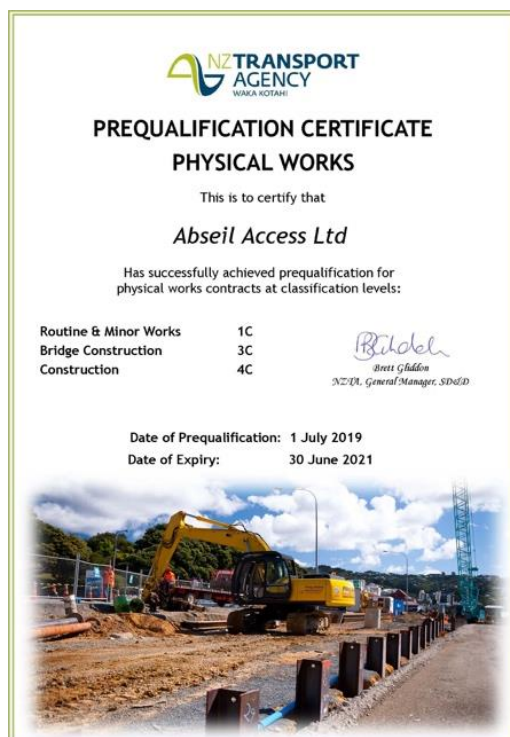 NZTRANSPORT
AGENCY
WAKA KOTAHI
PREQUALIFICATION CERTIFICATE
PHYSICAL WORKS
This is to certify that
Abseil Access Ltd
Has successfully achieved prequalification for
physical works contracts at classification levels:
Routine & Minor Works 1C
Bridge Construction 3C
Construction 4C
Brett Gliddon
NZTA, General Manager, SD&D
Date of Prequalification: 1 July 2019
Date of Expiry: 30 June 2021